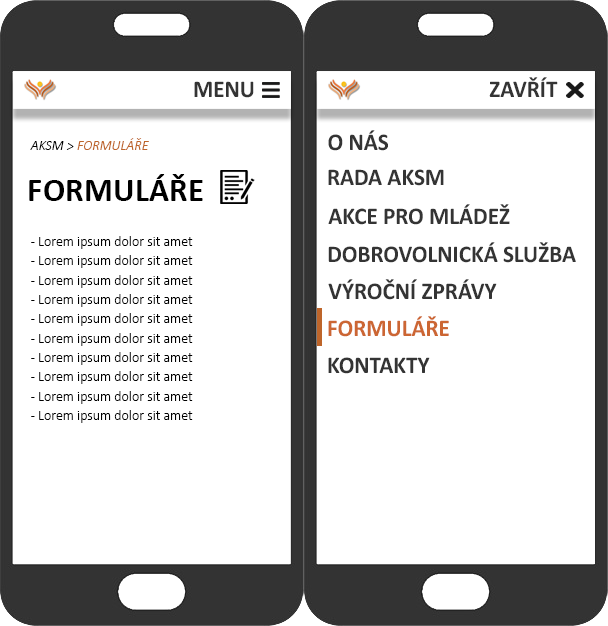 MENU
AKSM > FORMULÁŘE
FORMULÁŘE
- Lorem ipsum dolor sit amet
- Lorem ipsum dolor sit amet
- Lorem ipsum dolor sit amet
- Lorem ipsum dolor sit amet
- Lorem ipsum dolor sit amet
- Lorem ipsum dolor sit amet
- Lorem ipsum dolor sit amet
- Lorem ipsum dolor sit amet
- Lorem ipsum dolor sit amet
- Lorem ipsum dolor sit amet
ZAVŘÍT
O NÁS
RADA AKSM
AKCE PRO MLÁDEŽ
DOBROVOLNICKÁ SLUŽBA
VÝROČNÍ ZPRÁVY
FORMULÁŘE
KONTAKTY